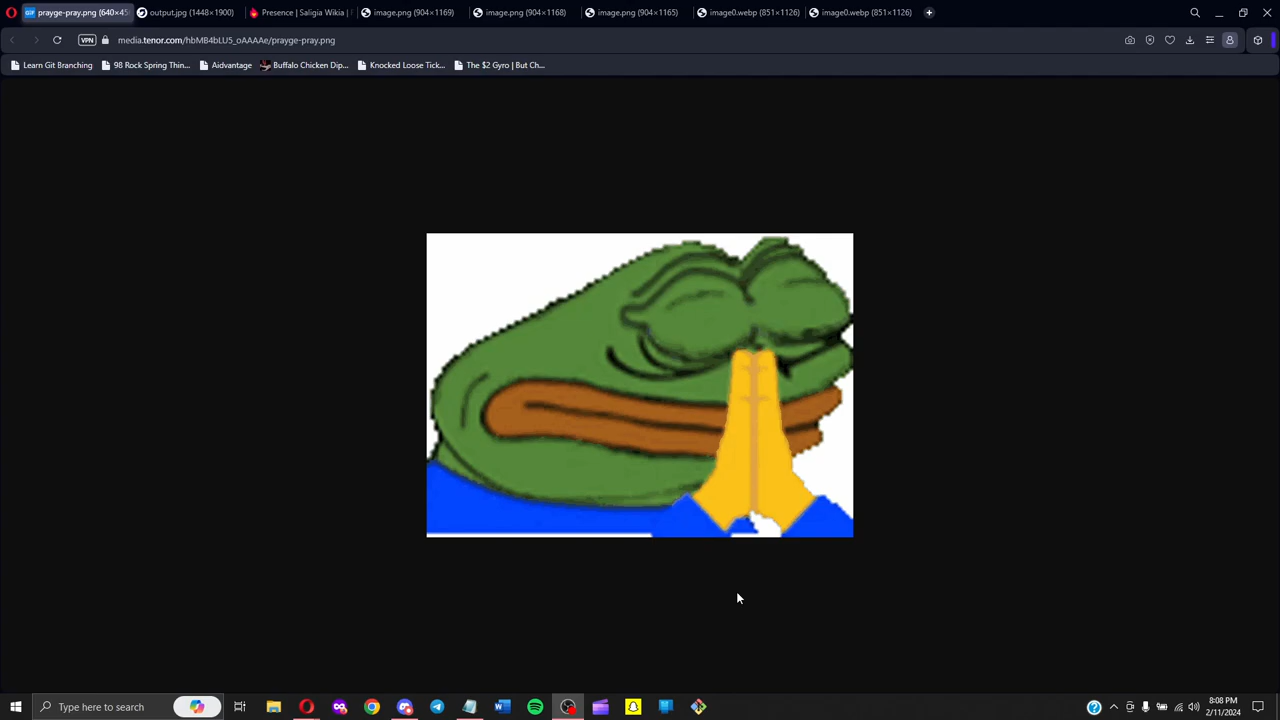 prayge-pray.png (640×45
output.jpg (1448×1900)
Presence | Saligia Wikia |
image.png (904×1169)
image.png (904×1168)
image.png (904×1165)
image0.webp (851×1126)
image0.webp (851×1126)
VPN
media.tenor.com/hbMB4bLU5_oAAAAe/prayge-pray.png
Learn Git Branching
98 Rock Spring Thin...
Aidvantage
Buffalo Chicken Dip...
Knocked Loose Tick...
The $2 Gyro | But Ch...
Type here to search
8:08 PM
2/11/2024